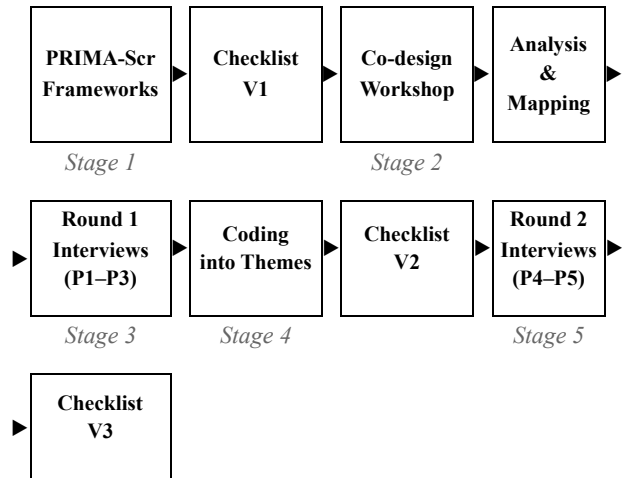 PRIMA-Scr
Frameworks
Checklist
V1
Co-design
Workshop
Analysis
&
Mapping
Stage 1
Stage 2
Round 1
Interviews
(P1–P3)
Coding
into Themes
Checklist
V2
Round 2
Interviews
(P4–P5)
Stage 3
Stage 4
Stage 5
Checklist
V3